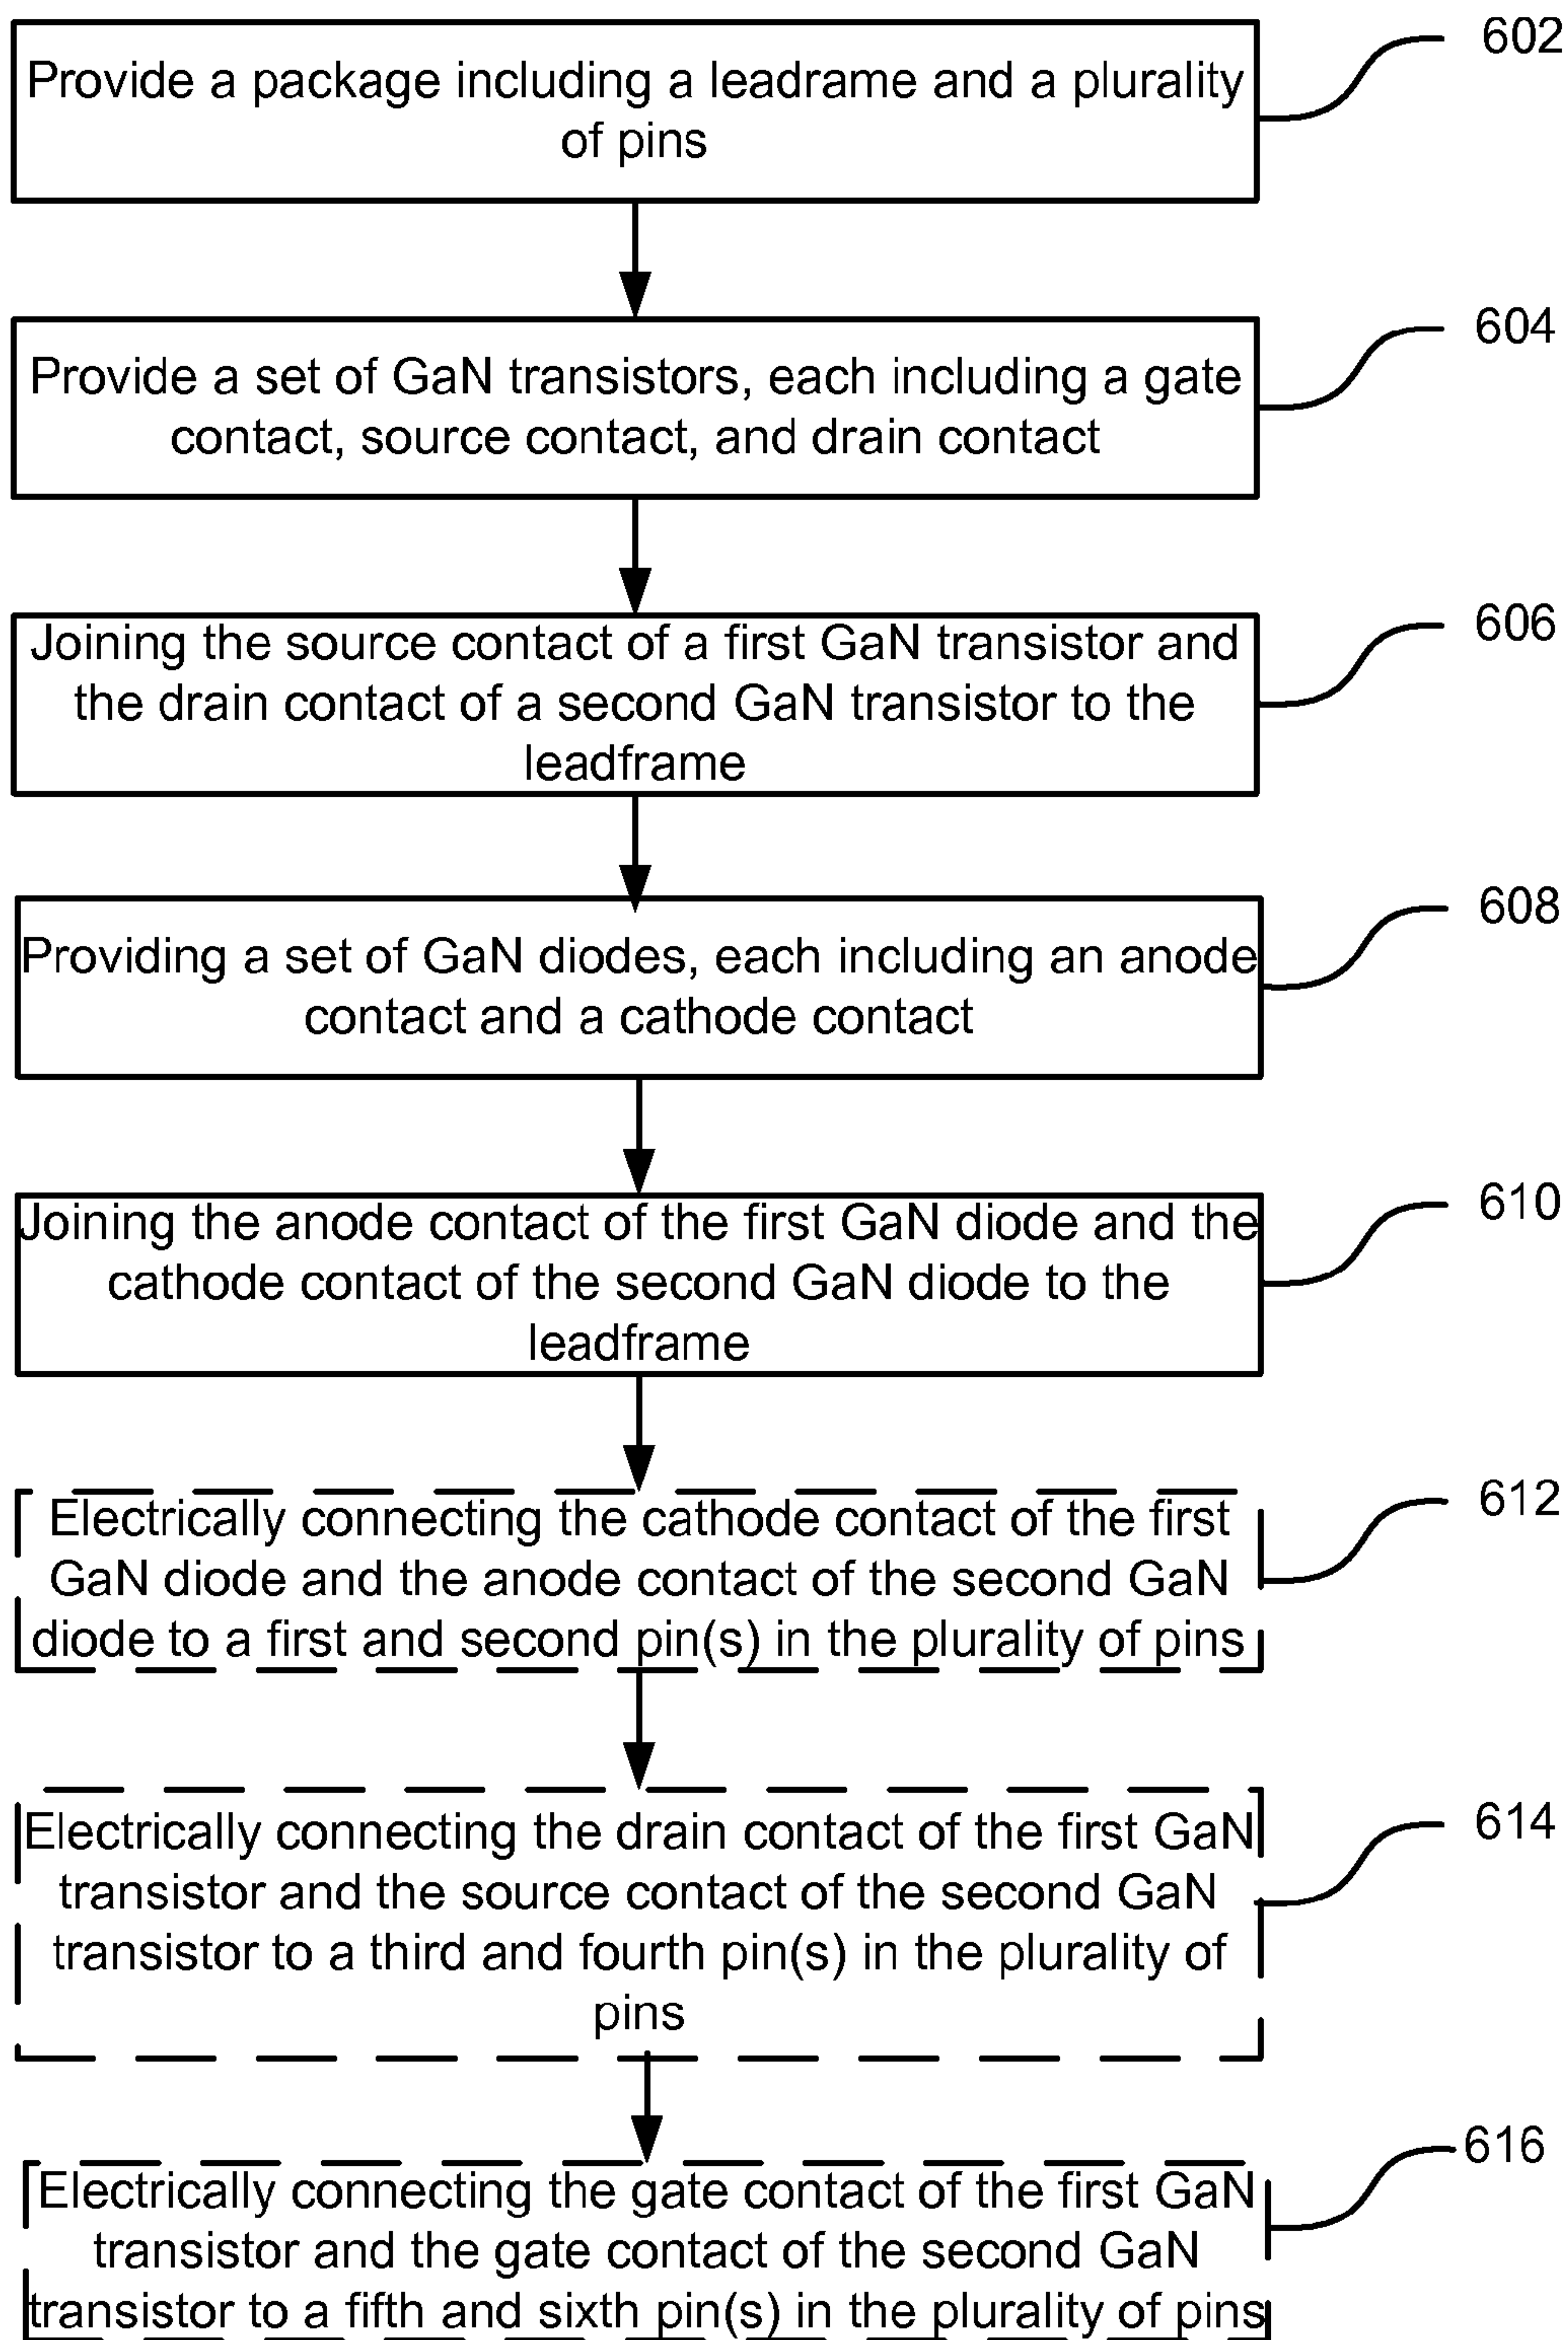 602
Provide a package including a leadrame and a plurality
of pins
604
Provide a set of GaN transistors, each including a gate
contact, source contact, and drain contact
606
Joining the source contact of a first GaN transistor and
the drain contact of a second GaN transistor to the
leadframe
608
Providing a set of GaN diodes, each including an anode
contact and a cathode contact
610
Joining the anode contact of the first GaN diode and the
cathode contact of the second GaN diode to the
leadframe
612
Electrically connecting the cathode contact of the first
GaN diode and the anode contact of the second GaN
diode to a first and second pin(s) in the plurality of pins
614
Electrically connecting the drain contact of the first GaN
transistor and the source contact of the second GaN
transistor to a third and fourth pin(s) in the plurality of
pins
616
Electrically connecting the gate contact of the first GaN
transistor and the gate contact of the second GaN
transistor to a fifth and sixth pin(s) in the plurality of pins